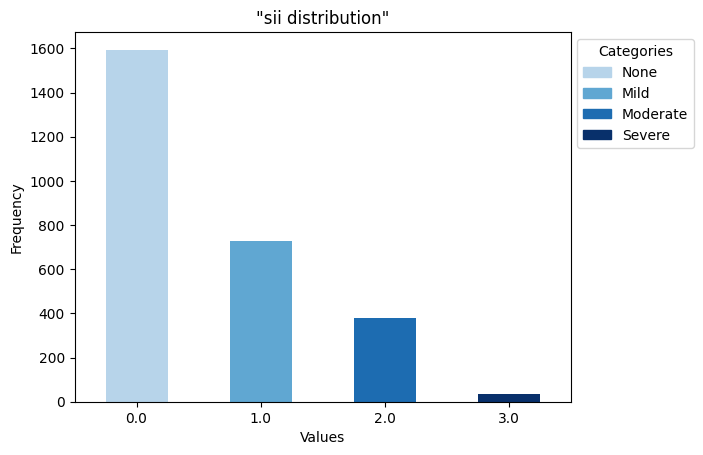 "sii distribution"
Frequency
1600
1400
1200
1000
800
600
400
200
0
0.0 1.0 2.0 3.0
Values
Categories
None
Mild
Moderate
Severe